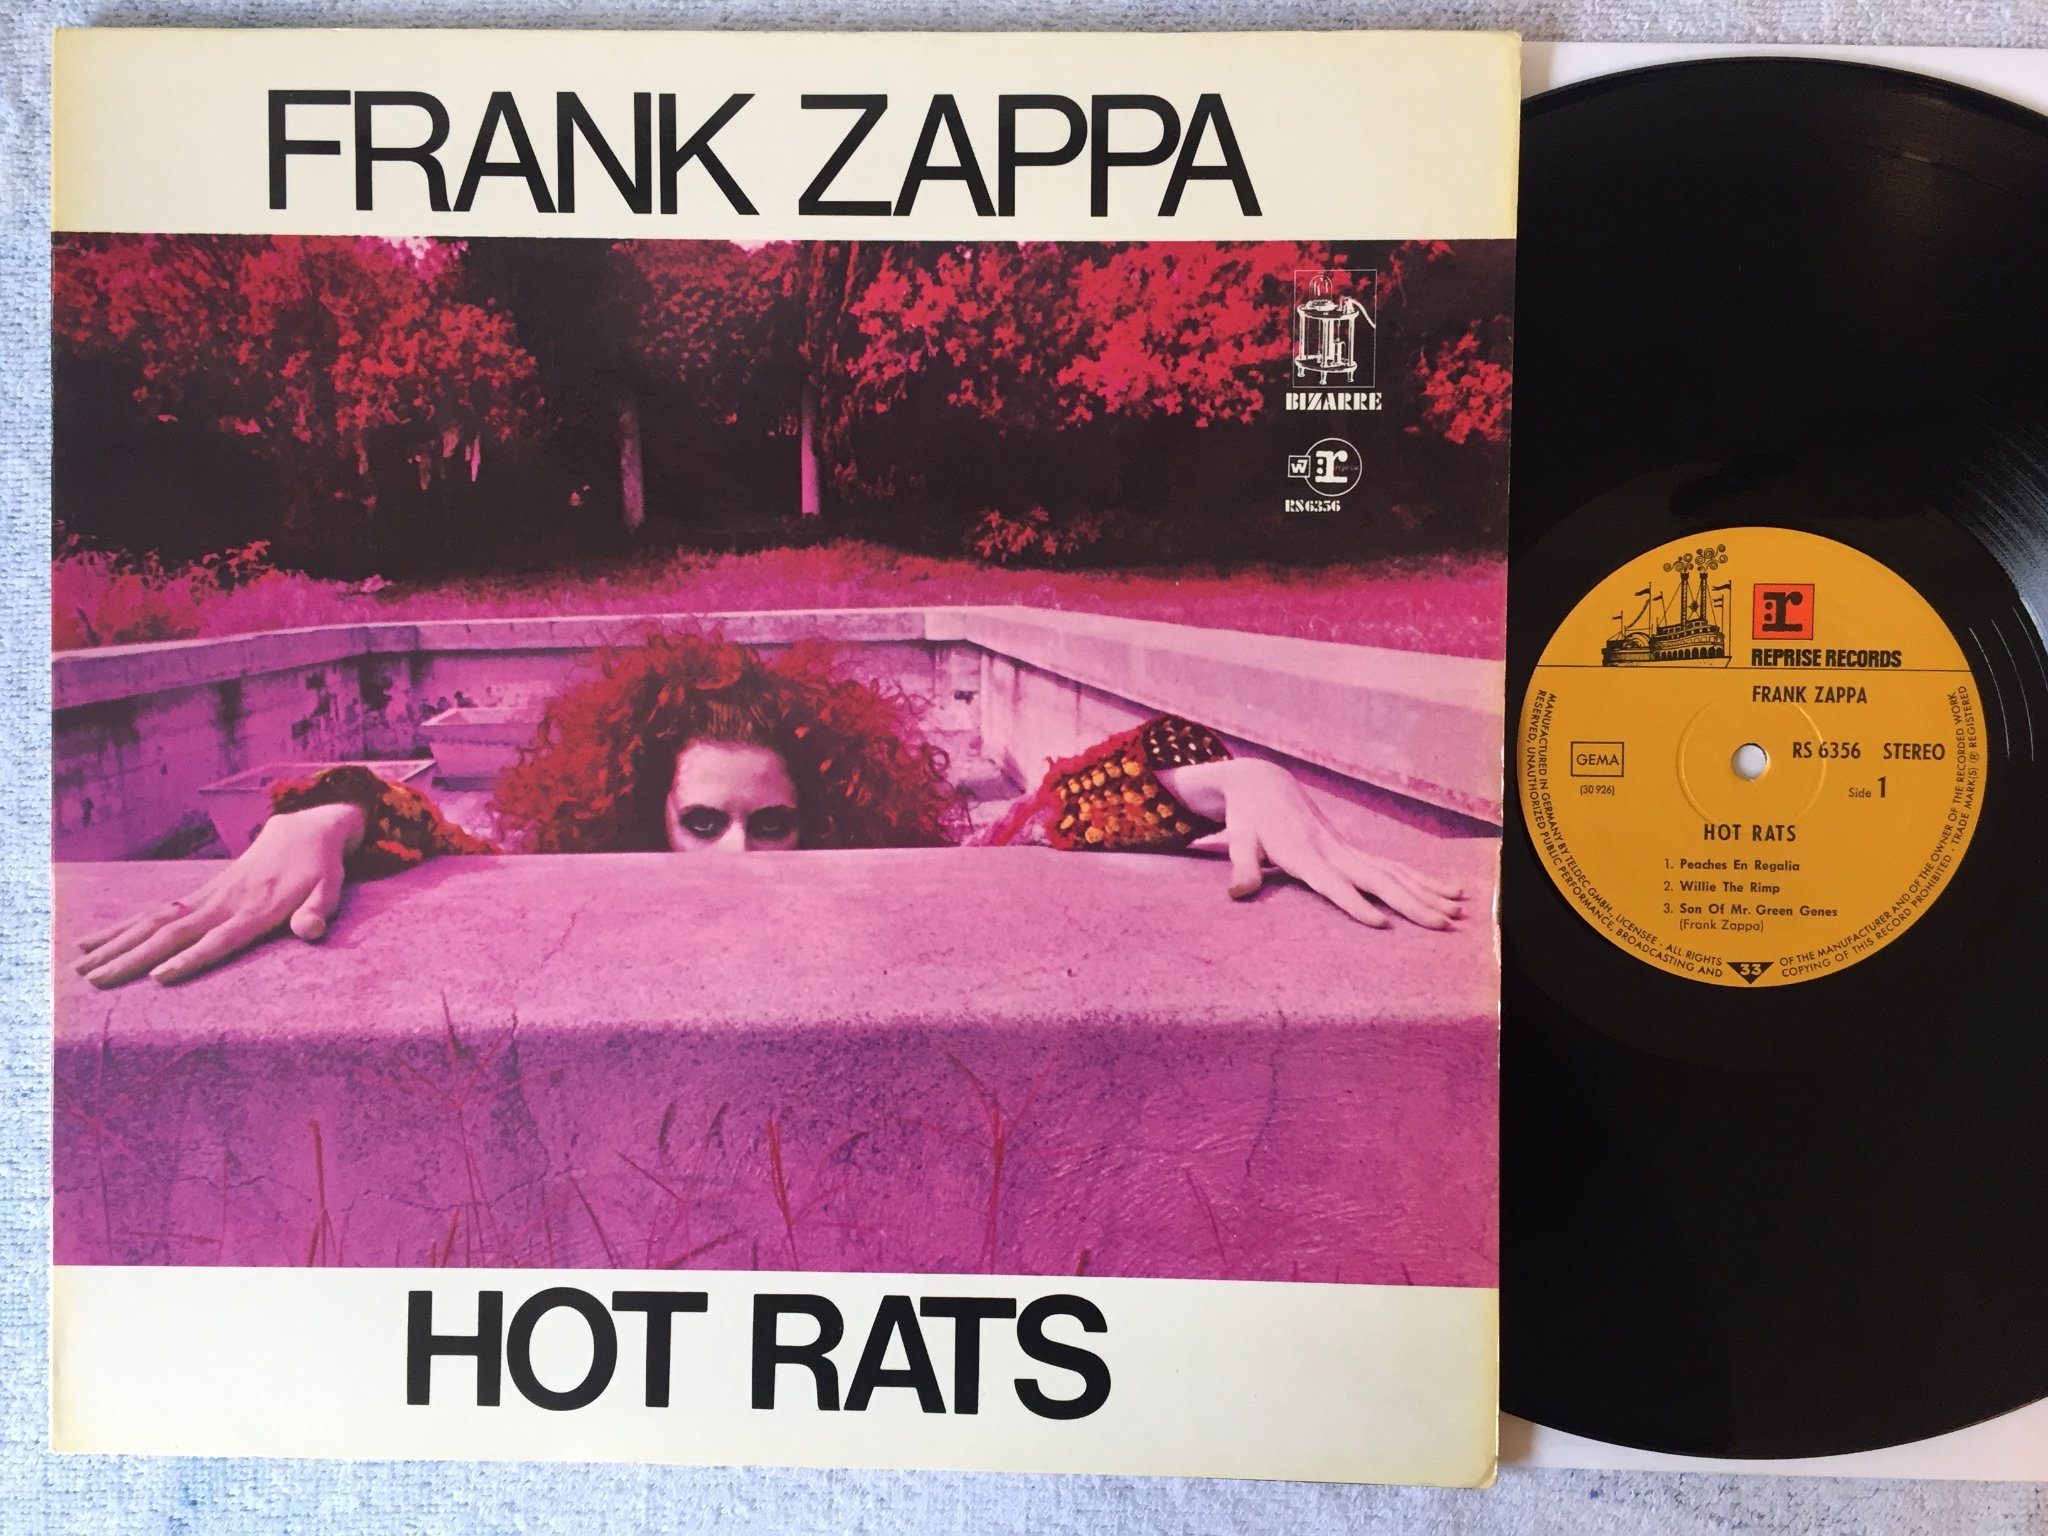 FRANK ZAPPA
BIZARRE
W r reprise
RS6356
HOT RATS
r
REPRISE RECORDS
FRANK ZAPPA
GEMA
(30 926)
RS 6356 STEREO
Side 1
HOT RATS
1. Peaches En Regalia
2. Willie The Rimp
3. Son Of Mr. Green Genes
(Frank Zappa)
MANUFACTURED IN GERMANY BY TELDEC GMBH., LICENSEE · ALL RIGHTS OF THE MANUFACTURER AND OF THE OWNER OF THE RECORDED WORK
RESERVED, UNAUTHORIZED PUBLIC PERFORMANCE, BROADCASTING AND COPYING OF THIS RECORD PROHIBITED · TRADE MARK(S) ® REGISTERED
33